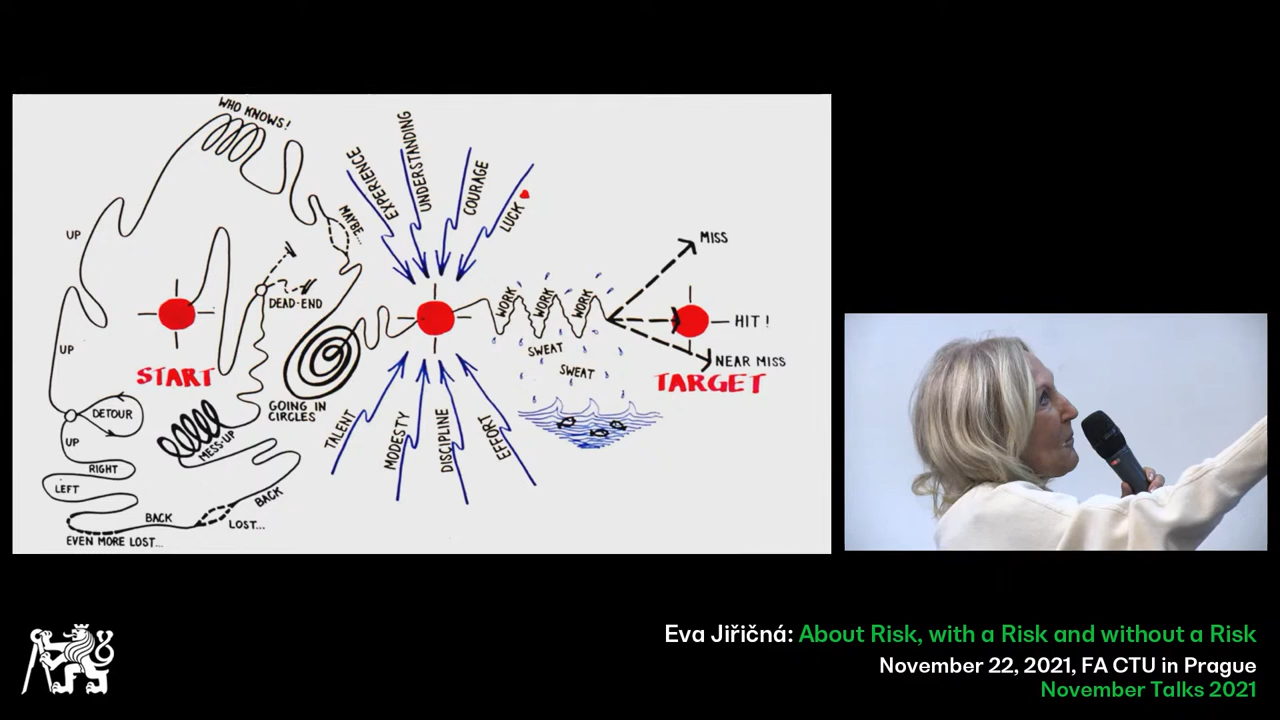 WHO KNOWS!
UP
MAYBE...
DEAD-END
UP
START
DETOUR
MESS-UP
GOING IN
CIRCLES
UP
RIGHT
LEFT
BACK
LOST...
BACK
EVEN MORE LOST...
EXPERIENCE
UNDERSTANDING
COURAGE
LUCK
TALENT
MODESTY
DISCIPLINE
EFFORT
WORK
WORK
WORK
SWEAT
SWEAT
MISS
HIT!
NEAR MISS
TARGET
Eva Jiřičná: About Risk, with a Risk and without a Risk
November 22, 2021, FA CTU in Prague
November Talks 2021